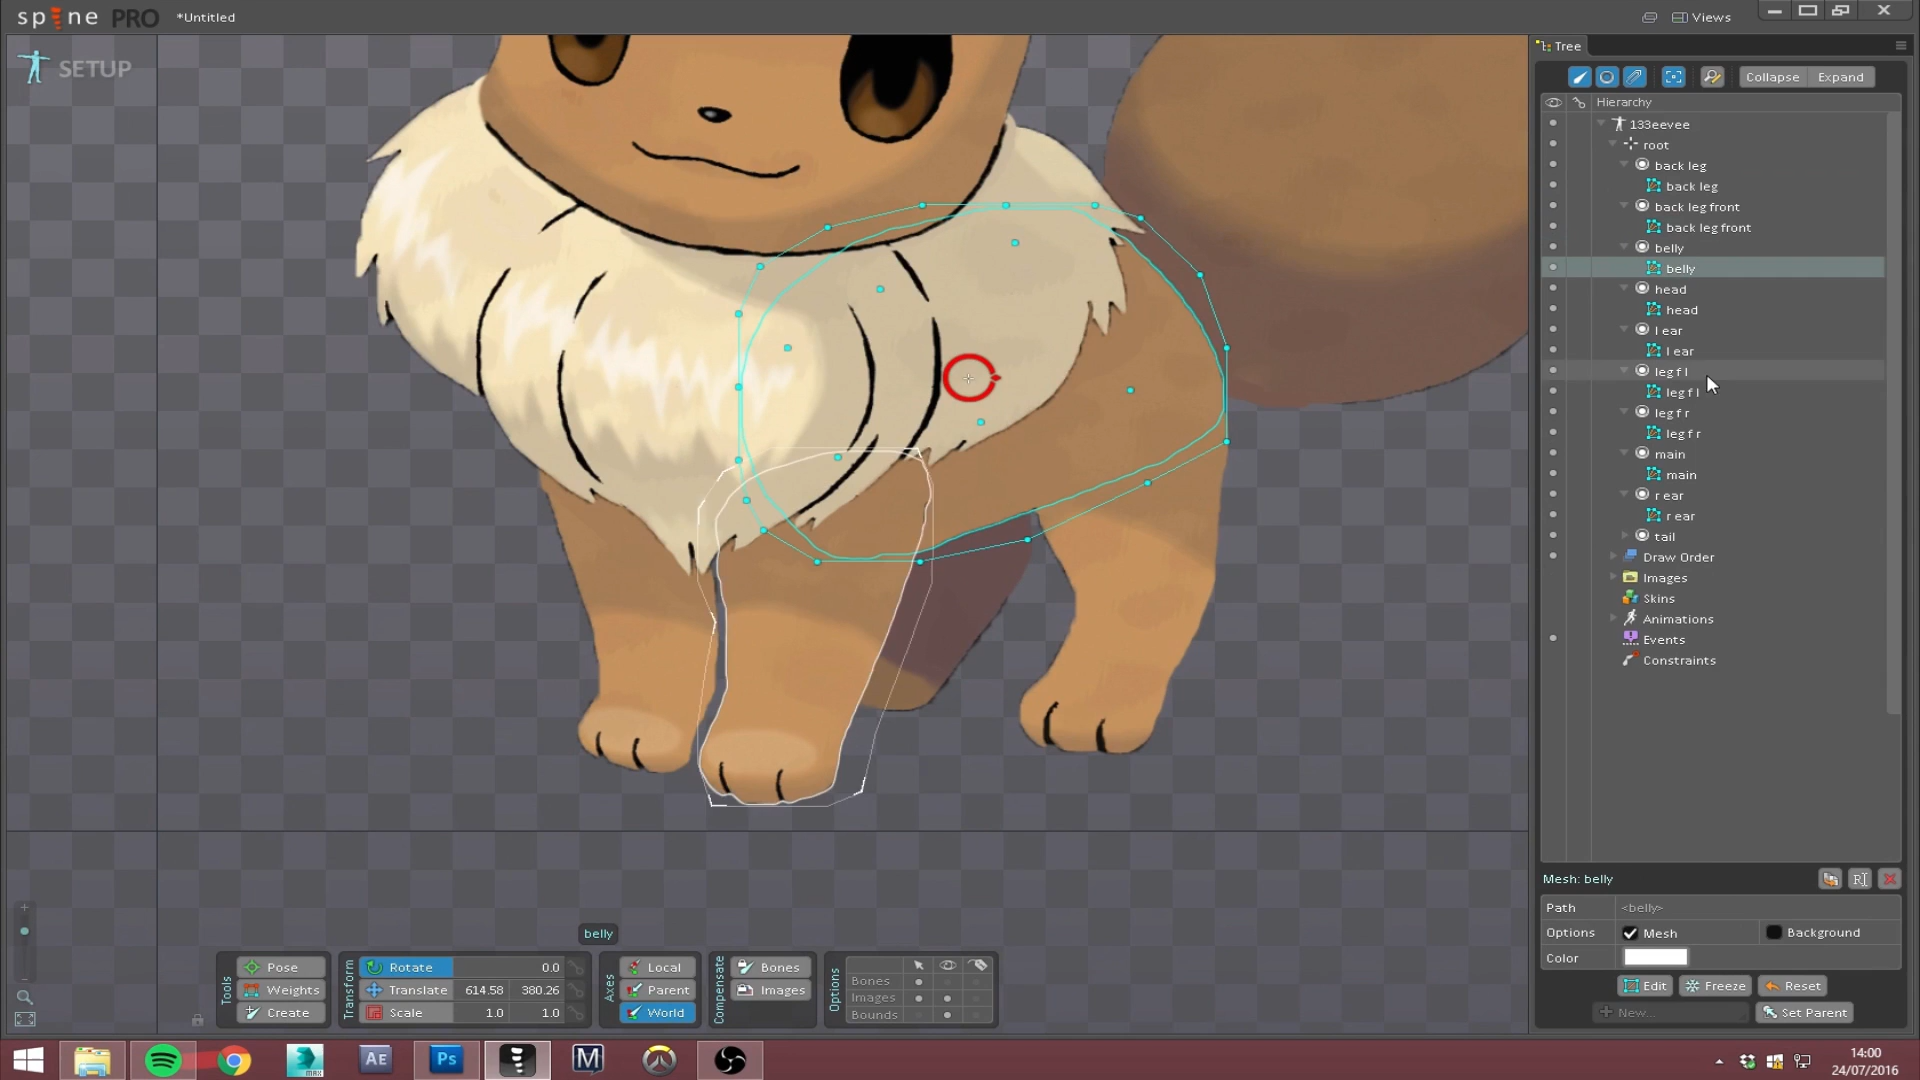 spine PRO *Untitled
Views
SETUP
Tree
Collapse Expand
Hierarchy
133eevee
root
back leg
back leg
back leg front
back leg front
belly
belly
head
head
l ear
l ear
leg f l
leg f l
leg f r
leg f r
main
main
r ear
r ear
tail
Draw Order
Images
Skins
Animations
Events
Constraints
Mesh: belly
Path <belly>
Options Mesh Background
Color
Edit Freeze Reset
New... Set Parent
belly
Tools
Pose
Weights
Create
Transform
Rotate 0.0
Translate 614.58 380.26
Scale 1.0 1.0
Axes
Local
Parent
World
Compensate
Bones
Images
Options
Bones
Images
Bounds
MAX
AE
Ps
M
14:00
24/07/2016